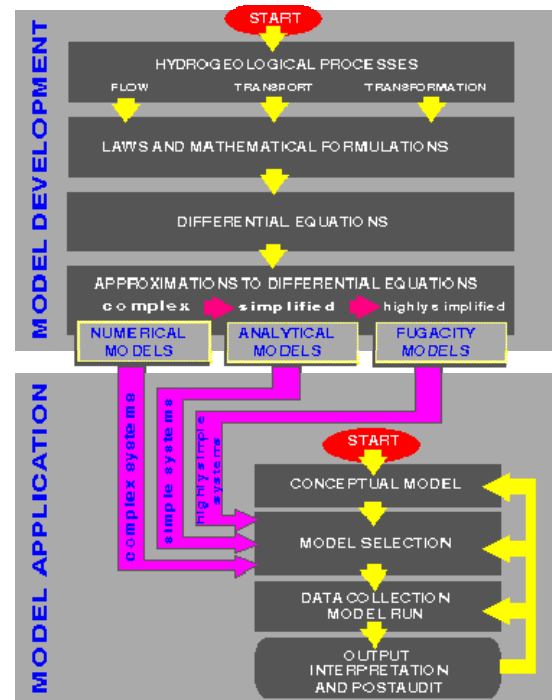 MODEL DEVELOPMENT
START
HYDROGEOLOGICAL PROCESSES
FLOW TRANSPORT TRANSFORMATION
LAWS AND MATHEMATICAL FORMULATIONS
DIFFERENTIAL EQUATIONS
APPROXIMATIONS TO DIFFERENTIAL EQUATIONS
complex simplified highly simplified
NUMERICAL
MODELS
ANALYTICAL
MODELS
FUGACITY
MODELS
MODEL APPLICATION
complex systems
simple systems
highly simple
systems
START
CONCEPTUAL MODEL
MODEL SELECTION
DATA COLLECTION
MODEL RUN
OUTPUT
INTERPRETATION
AND POSTAUDIT